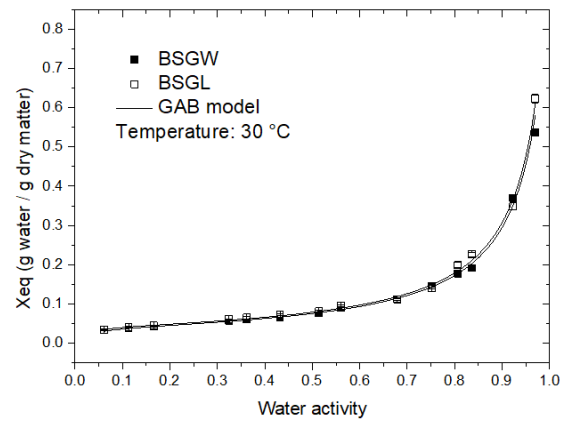 BSGW
BSGL
GAB model
Temperature: 30 °C
Xeq (g water / g dry matter)
0.8
0.7
0.6
0.5
0.4
0.3
0.2
0.1
0.0
0.0 0.1 0.2 0.3 0.4 0.5 0.6 0.7 0.8 0.9 1.0
Water activity